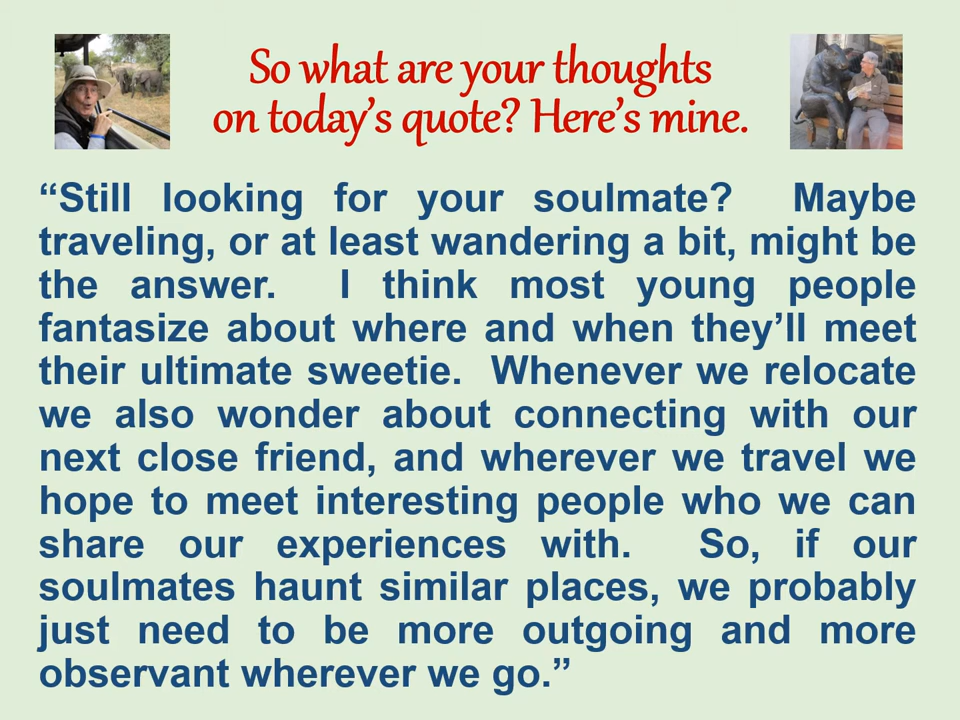 So what are your thoughts
on today’s quote? Here’s mine.
“Still looking for your soulmate? Maybe
traveling, or at least wandering a bit, might be
the answer. I think most young people
fantasize about where and when they’ll meet
their ultimate sweetie. Whenever we relocate
we also wonder about connecting with our
next close friend, and wherever we travel we
hope to meet interesting people who we can
share our experiences with. So, if our
soulmates haunt similar places, we probably
just need to be more outgoing and more
observant wherever we go.”